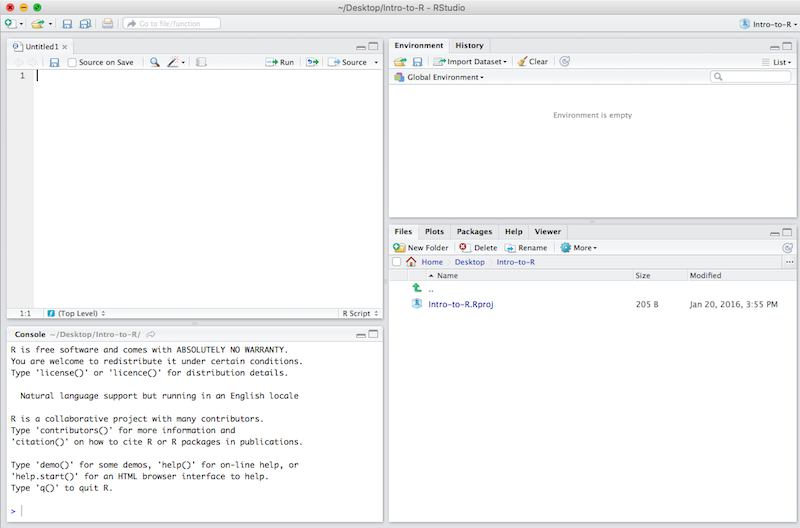 ~/Desktop/Intro-to-R - RStudio
Go to file/function
Intro-to-R
Untitled1
Source on Save
Run
Source
1
1:1
(Top Level)
R Script
Console ~/Desktop/Intro-to-R/
R is free software and comes with ABSOLUTELY NO WARRANTY.
You are welcome to redistribute it under certain conditions.
Type 'license()' or 'licence()' for distribution details.
Natural language support but running in an English locale
R is a collaborative project with many contributors.
Type 'contributors()' for more information and
'citation()' on how to cite R or R packages in publications.
Type 'demo()' for some demos, 'help()' for on-line help, or
'help.start()' for an HTML browser interface to help.
Type 'q()' to quit R.
>
Environment History
Import Dataset Clear List
Global Environment
Environment is empty
Files Plots Packages Help Viewer
New Folder Delete Rename More
Home Desktop Intro-to-R ...
Name Size Modified
..
Intro-to-R.Rproj 205 B Jan 20, 2016, 3:55 PM